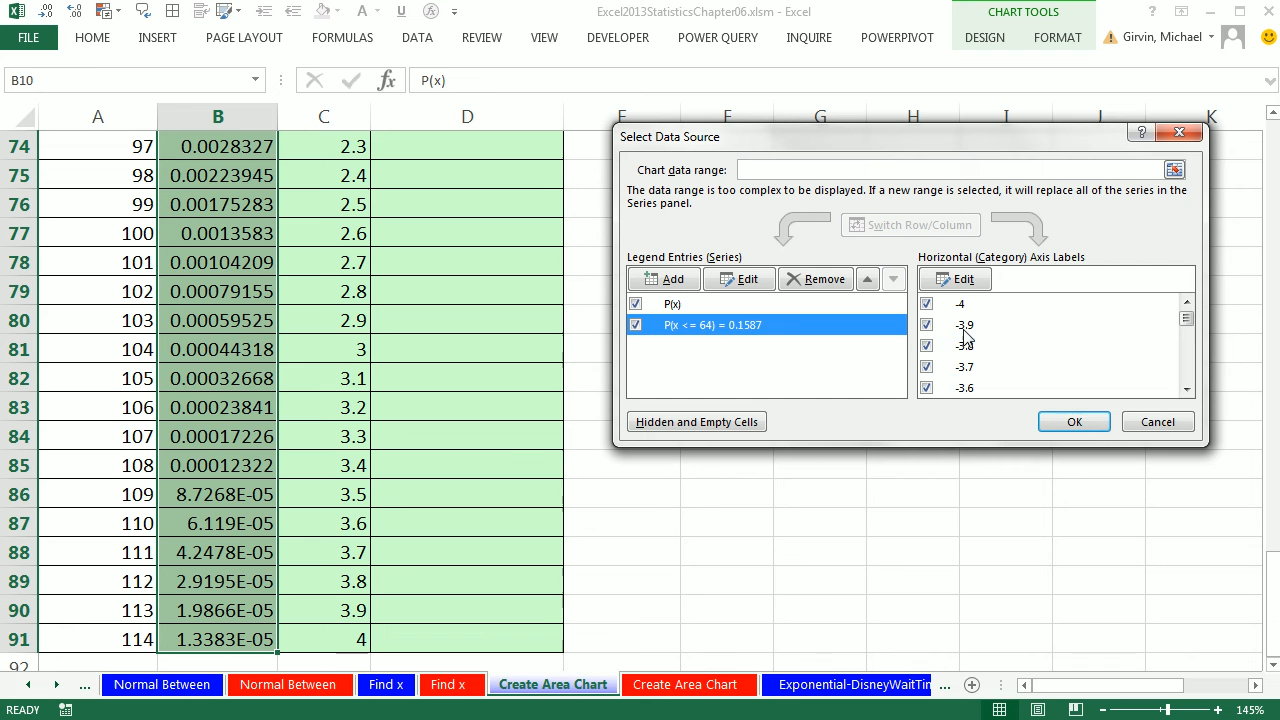 Excel2013StatisticsChapter06.xlsm - Excel
CHART TOOLS
FILE HOME INSERT PAGE LAYOUT FORMULAS DATA REVIEW VIEW DEVELOPER POWER QUERY INQUIRE POWERPIVOT DESIGN FORMAT Girvin, Michael
B10 fx P(x)
A B C D E F G H I J K
74 97 0.0028327 2.3
75 98 0.00223945 2.4
76 99 0.00175283 2.5
77 100 0.0013583 2.6
78 101 0.00104209 2.7
79 102 0.00079155 2.8
80 103 0.00059525 2.9
81 104 0.00044318 3
82 105 0.00032668 3.1
83 106 0.00023841 3.2
84 107 0.00017226 3.3
85 108 0.00012322 3.4
86 109 8.7268E-05 3.5
87 110 6.119E-05 3.6
88 111 4.2478E-05 3.7
89 112 2.9195E-05 3.8
90 113 1.9866E-05 3.9
91 114 1.3383E-05 4
92
Select Data Source
Chart data range:
The data range is too complex to be displayed. If a new range is selected, it will replace all of the series in the
Series panel.
Switch Row/Column
Legend Entries (Series)
Add Edit Remove
P(x)
P(x <= 64) = 0.1587
Horizontal (Category) Axis Labels
Edit
-4
-3.9
-3.8
-3.7
-3.6
Hidden and Empty Cells
OK Cancel
... Normal Between Normal Between Find x Find x Create Area Chart Create Area Chart Exponential-DisneyWaitTin ...
READY 145%